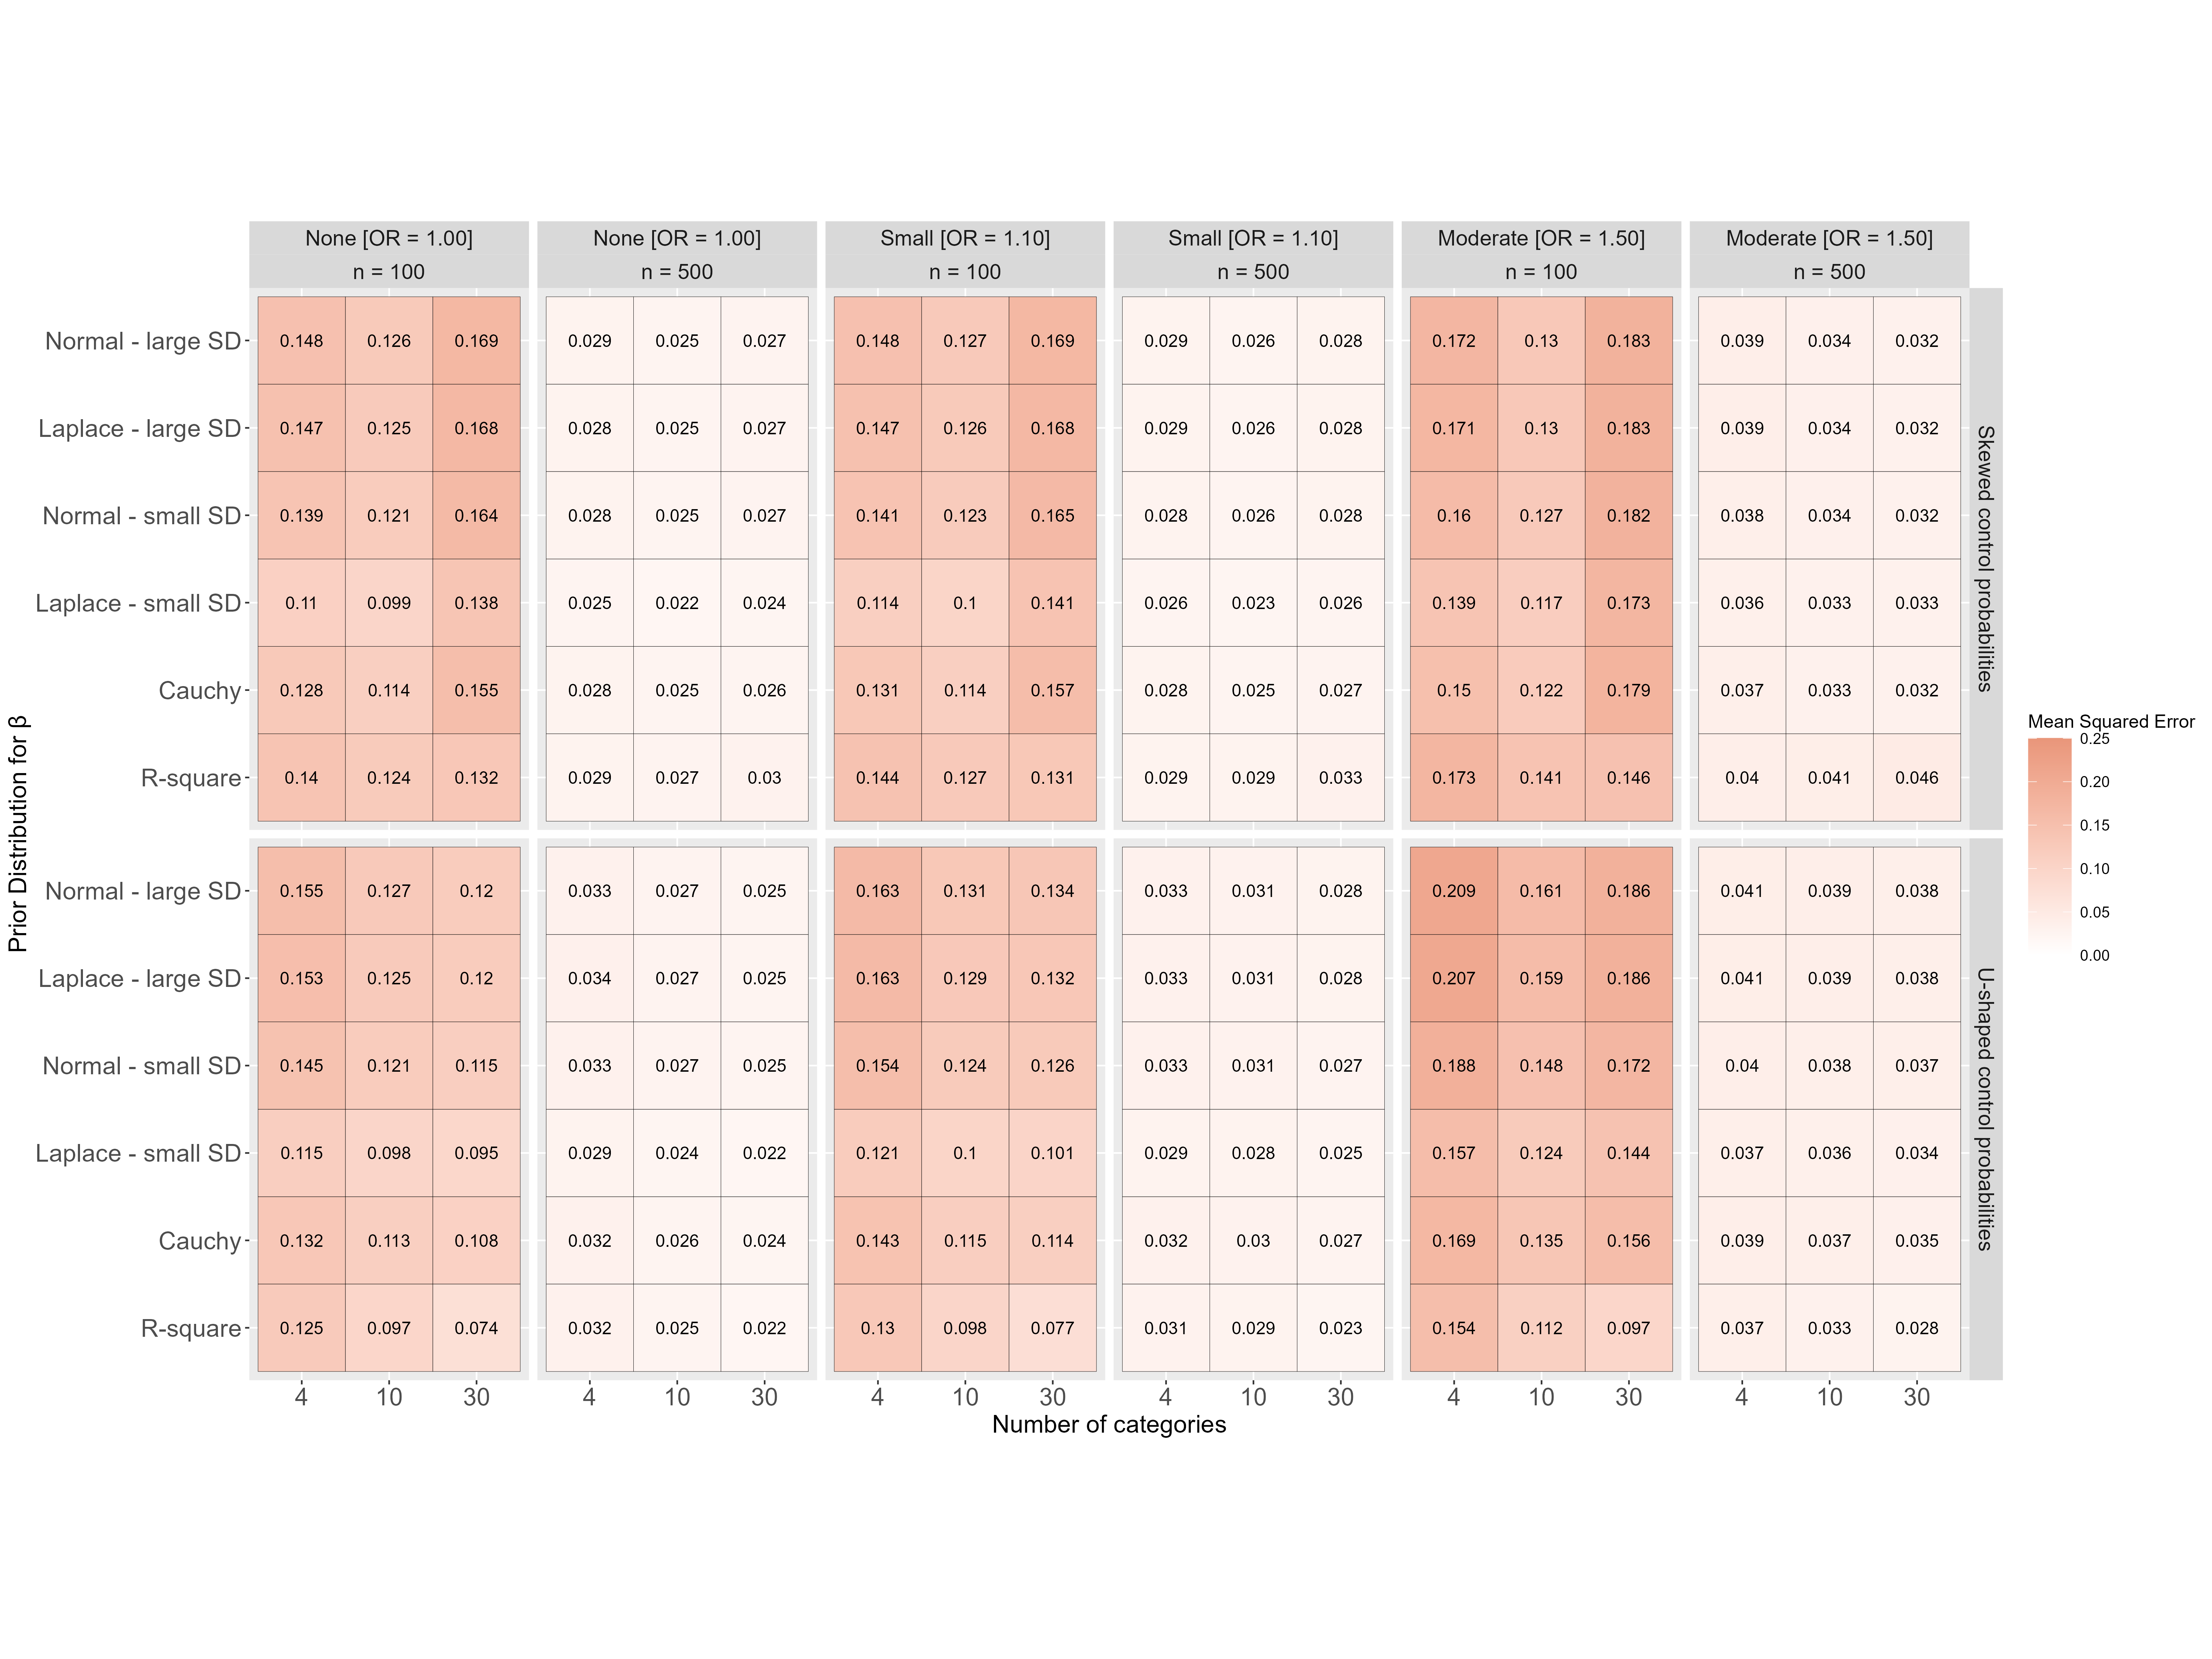 None [OR = 1.00] None [OR = 1.00] Small [OR = 1.10] Small [OR = 1.10] Moderate [OR = 1.50] Moderate [OR = 1.50]
n = 100 n = 500 n = 100 n = 500 n = 100 n = 500
Normal - large SD 0.148 0.126 0.169 0.029 0.025 0.027 0.148 0.127 0.169 0.029 0.026 0.028 0.172 0.13 0.183 0.039 0.034 0.032
Laplace - large SD 0.147 0.125 0.168 0.028 0.025 0.027 0.147 0.126 0.168 0.029 0.026 0.028 0.171 0.13 0.183 0.039 0.034 0.032
Normal - small SD 0.139 0.121 0.164 0.028 0.025 0.027 0.141 0.123 0.165 0.028 0.026 0.028 0.16 0.127 0.182 0.038 0.034 0.032
Laplace - small SD 0.11 0.099 0.138 0.025 0.022 0.024 0.114 0.1 0.141 0.026 0.023 0.026 0.139 0.117 0.173 0.036 0.033 0.033
Cauchy 0.128 0.114 0.155 0.028 0.025 0.026 0.131 0.114 0.157 0.028 0.025 0.027 0.15 0.122 0.179 0.037 0.033 0.032
R-square 0.14 0.124 0.132 0.029 0.027 0.03 0.144 0.127 0.131 0.029 0.029 0.033 0.173 0.141 0.146 0.04 0.041 0.046
Skewed control probabilities
Normal - large SD 0.155 0.127 0.12 0.033 0.027 0.025 0.163 0.131 0.134 0.033 0.031 0.028 0.209 0.161 0.186 0.041 0.039 0.038
Laplace - large SD 0.153 0.125 0.12 0.034 0.027 0.025 0.163 0.129 0.132 0.033 0.031 0.028 0.207 0.159 0.186 0.041 0.039 0.038
Normal - small SD 0.145 0.121 0.115 0.033 0.027 0.025 0.154 0.124 0.126 0.033 0.031 0.027 0.188 0.148 0.172 0.04 0.038 0.037
Laplace - small SD 0.115 0.098 0.095 0.029 0.024 0.022 0.121 0.1 0.101 0.029 0.028 0.025 0.157 0.124 0.144 0.037 0.036 0.034
Cauchy 0.132 0.113 0.108 0.032 0.026 0.024 0.143 0.115 0.114 0.032 0.03 0.027 0.169 0.135 0.156 0.039 0.037 0.035
R-square 0.125 0.097 0.074 0.032 0.025 0.022 0.13 0.098 0.077 0.031 0.029 0.023 0.154 0.112 0.097 0.037 0.033 0.028
U-shaped control probabilities
4 10 30 4 10 30 4 10 30 4 10 30 4 10 30 4 10 30
Number of categories
Prior Distribution for β
Mean Squared Error
0.25
0.20
0.15
0.10
0.05
0.00